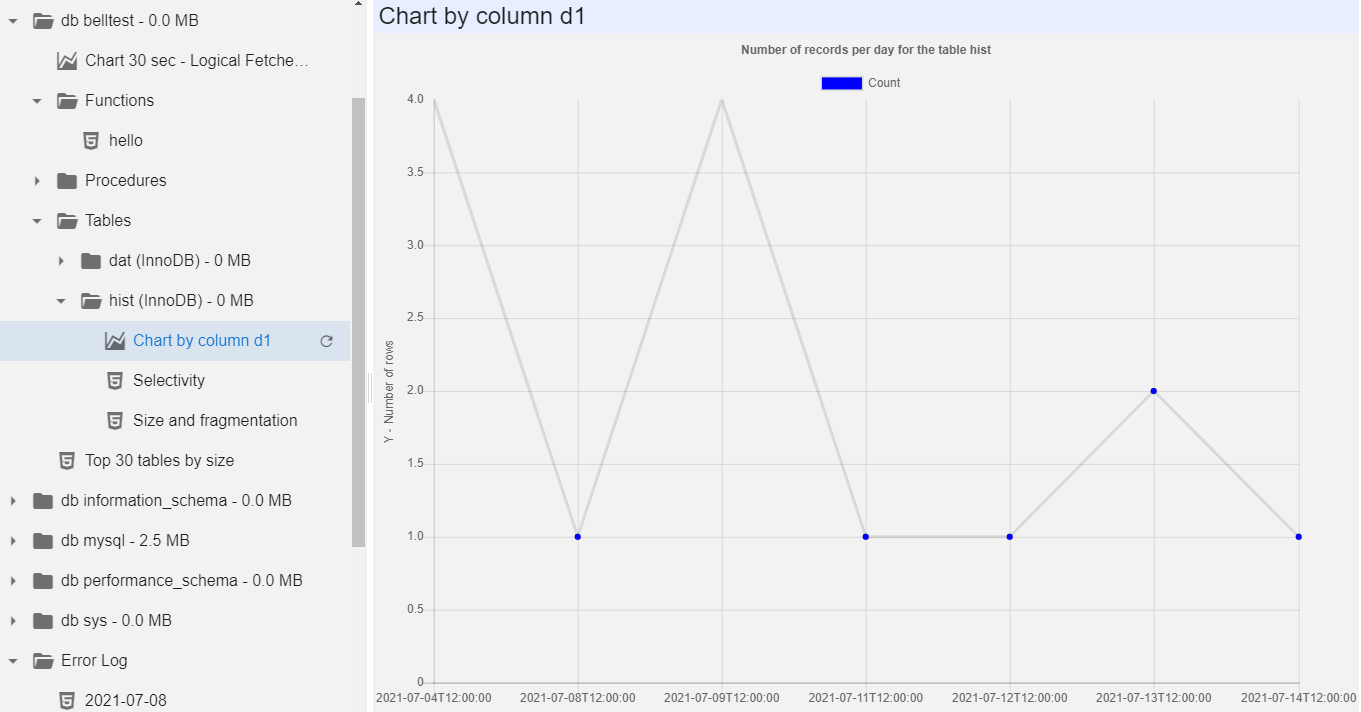 db belltest - 0.0 MB
Chart 30 sec - Logical Fetche…
Functions
hello
Procedures
Tables
dat (InnoDB) - 0 MB
hist (InnoDB) - 0 MB
Chart by column d1
Selectivity
Size and fragmentation
Top 30 tables by size
db information_schema - 0.0 MB
db mysql - 2.5 MB
db performance_schema - 0.0 MB
db sys - 0.0 MB
Error Log
2021-07-08
Chart by column d1
Number of records per day for the table hist
Count
Y - Number of rows
4.0
3.5
3.0
2.5
2.0
1.5
1.0
0.5
0
2021-07-04T12:00:00 2021-07-08T12:00:00 2021-07-09T12:00:00 2021-07-11T12:00:00 2021-07-12T12:00:00 2021-07-13T12:00:00 2021-07-14T12:00:00